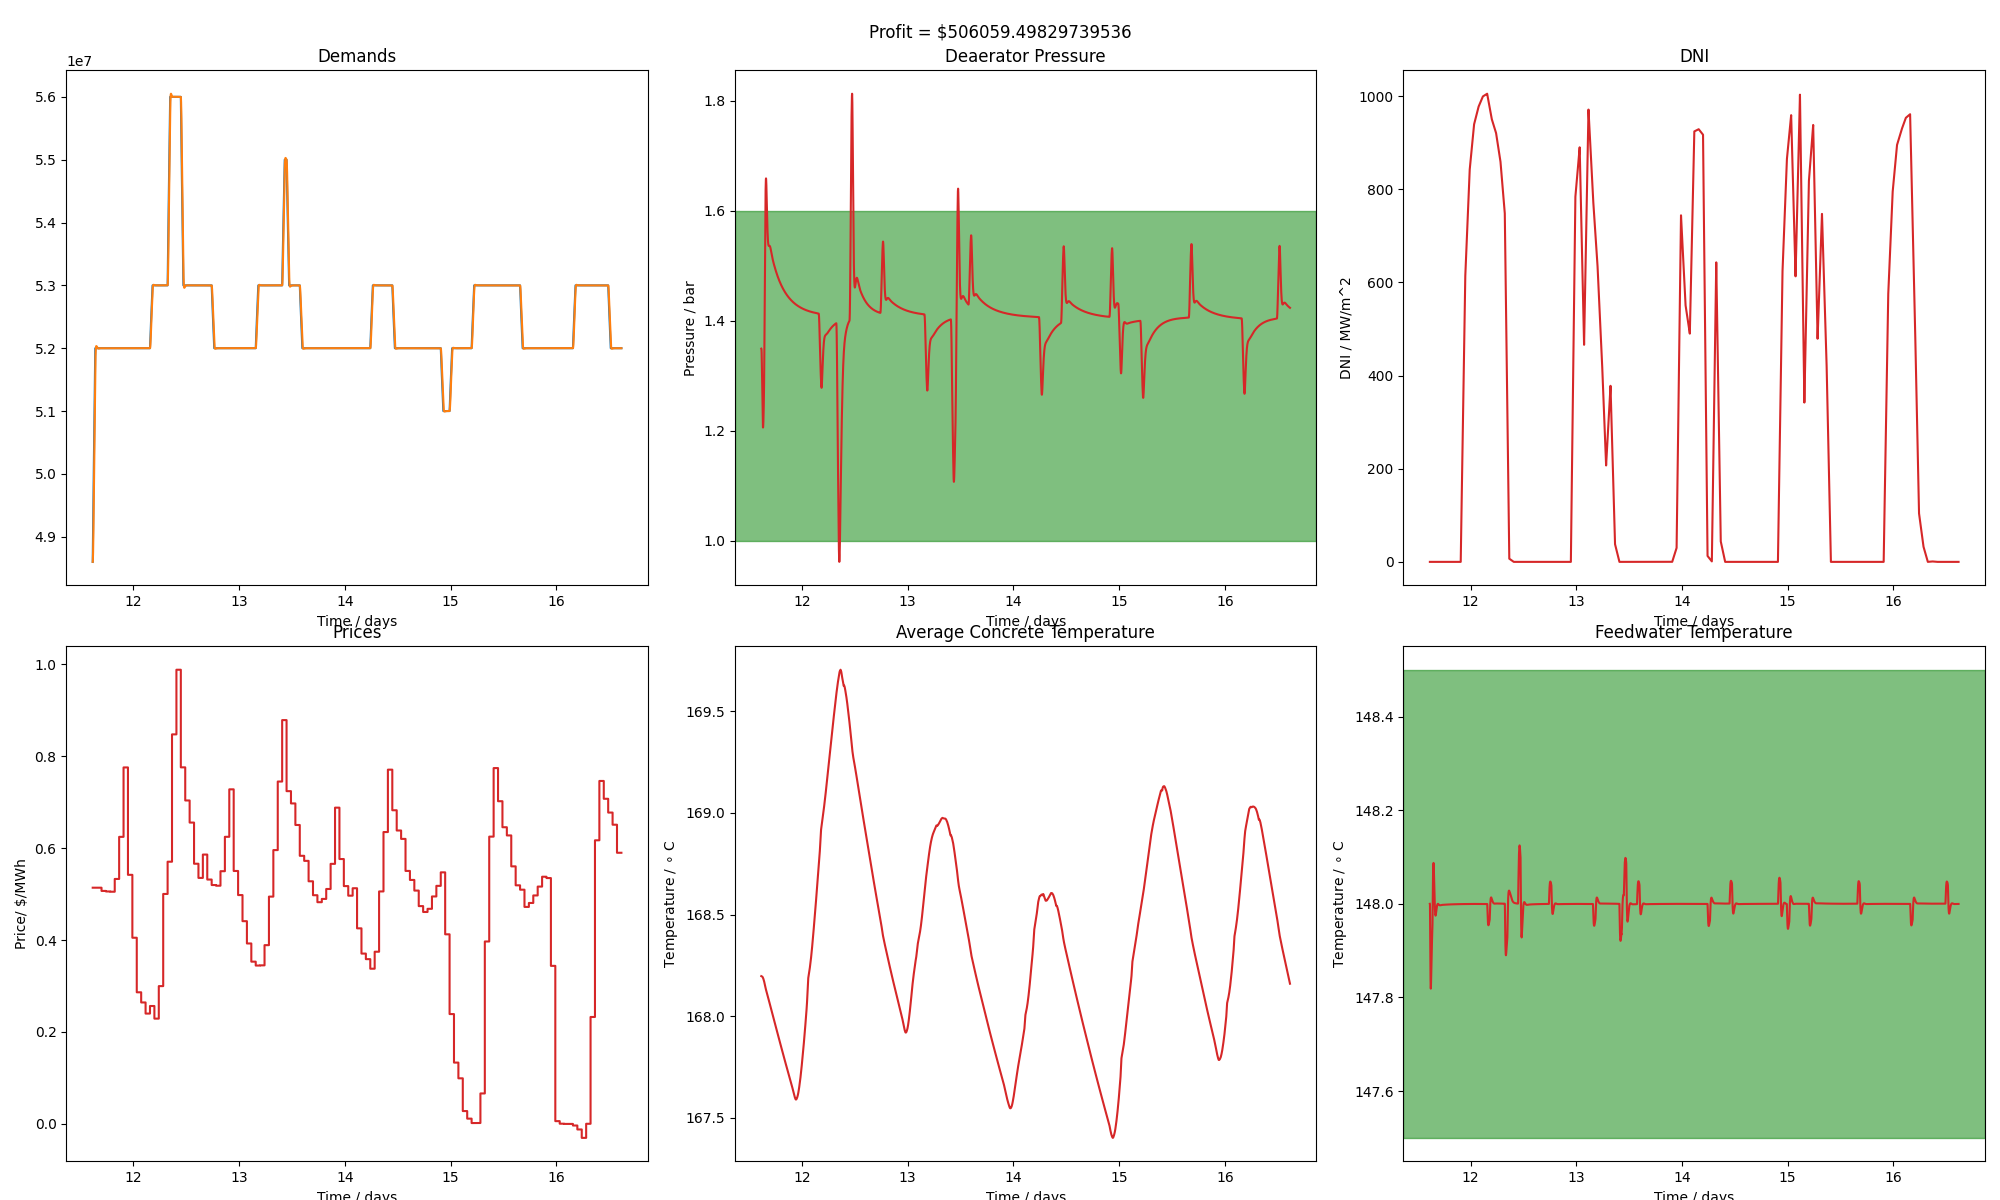 Profit = $506059.49829739536
Demands
1e7
5.6
5.5
5.4
5.3
5.2
5.1
5.0
4.9
12 13 14 15 16
Time / days
Deaerator Pressure
Pressure / bar
1.8
1.6
1.4
1.2
1.0
12 13 14 15 16
Time / days
DNI
DNI / MW/m^2
1000
800
600
400
200
0
12 13 14 15 16
Time / days
Prices
Price/ $/MWh
1.0
0.8
0.6
0.4
0.2
0.0
12 13 14 15 16
Time / days
Average Concrete Temperature
Temperature / ∘ C
169.5
169.0
168.5
168.0
167.5
12 13 14 15 16
Time / days
Feedwater Temperature
Temperature / ∘ C
148.4
148.2
148.0
147.8
147.6
12 13 14 15 16
Time / days